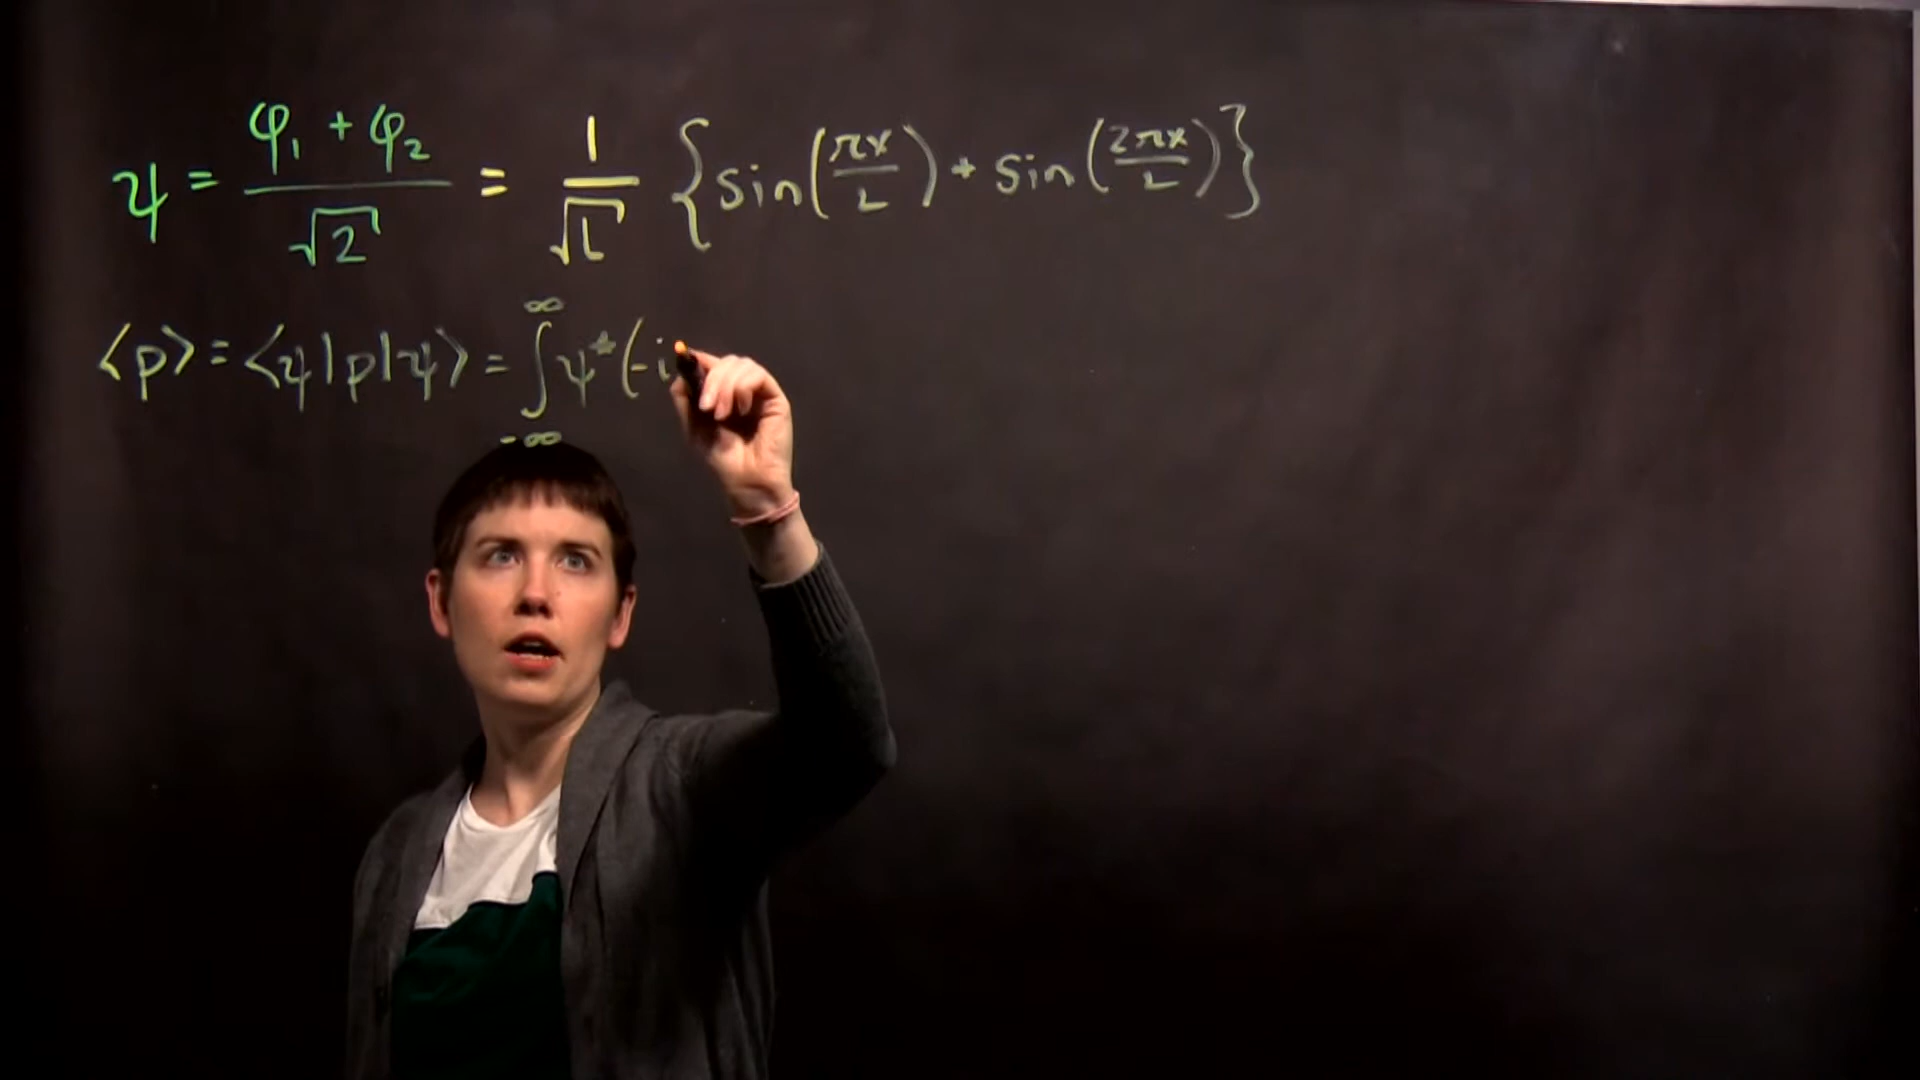 ψ = φ₁ + φ₂ / √2 = 1/√L {sin(πx/L) + sin(2πx/L)}
<p> = <ψ|p|ψ> = ∫_{-∞}^{∞} ψ* (-i